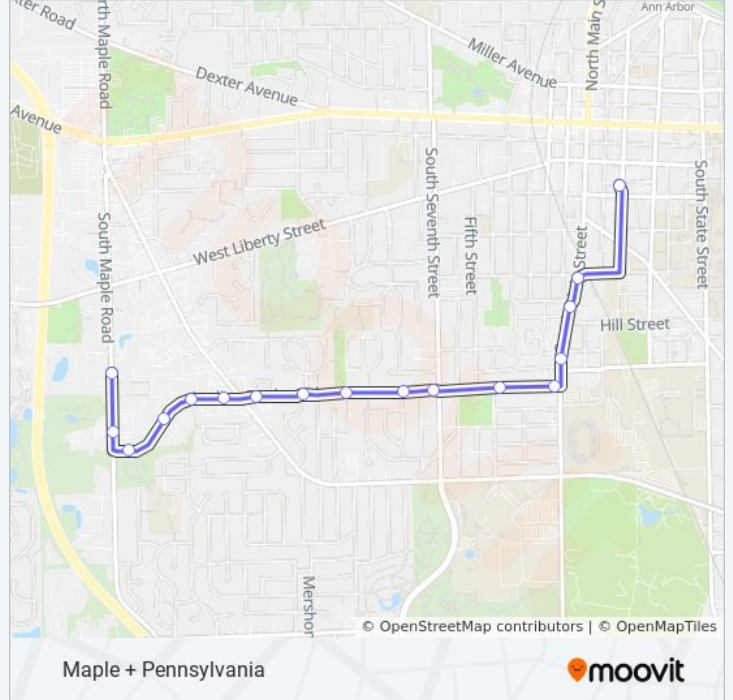 Ann Arbor
ter Road
rth Maple Road
North Main S
Miller Avenue
Dexter Avenue
Avenue
South Seventh Street
South State Street
Fifth Street
West Liberty Street
South Maple Road
Street
Hill Street
Mershon
© OpenStreetMap contributors | © OpenMapTiles
Maple + Pennsylvania
moovit